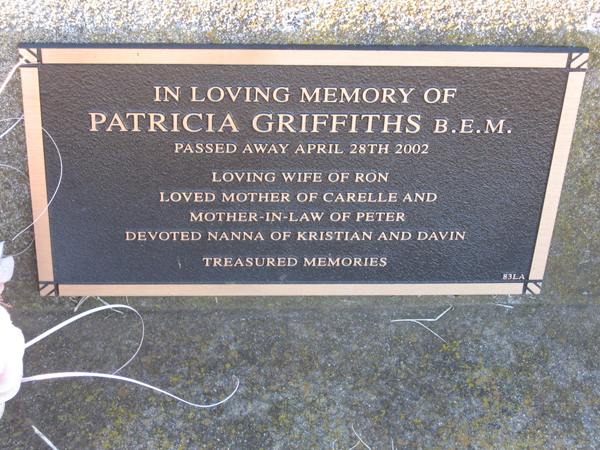 IN LOVING MEMORY OF
PATRICIA GRIFFITHS B.E.M.
PASSED AWAY APRIL 28TH 2002
LOVING WIFE OF RON
LOVED MOTHER OF CARELLE AND
MOTHER-IN-LAW OF PETER
DEVOTED NANNA OF KRISTIAN AND DAVIN
TREASURED MEMORIES
83LA